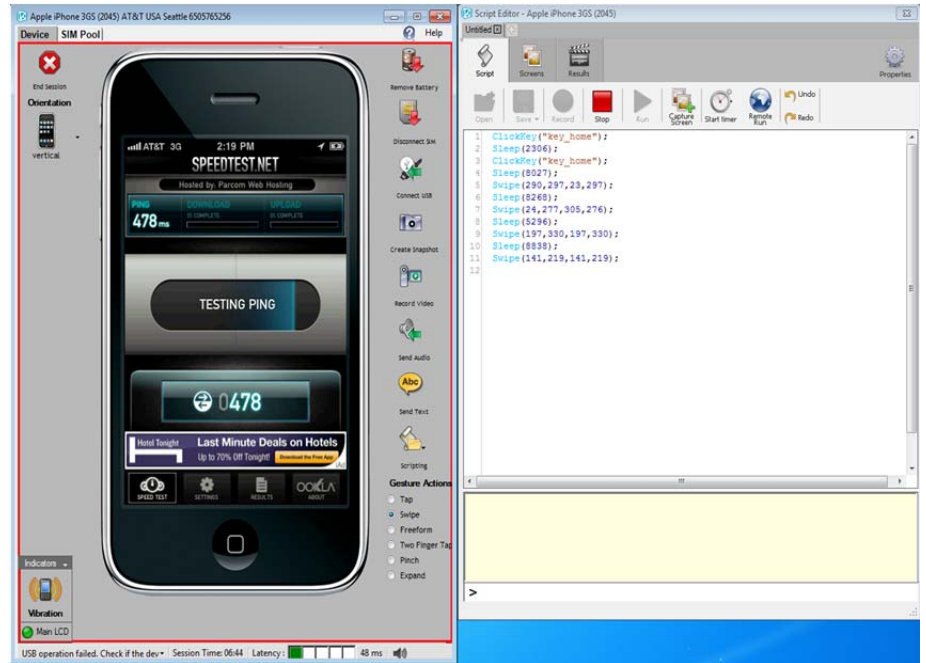 Apple iPhone 3GS (2045) AT&T USA Seattle 6505765256
Device SIM Pool
Help
End Session
Orientation
vertical
AT&T 3G 2:19 PM
SPEEDTEST.NET
Hosted by: Parcom Web Hosting
PING DOWNLOAD UPLOAD
478 ms 0% COMPLETE 0% COMPLETE
TESTING PING
0478
Hotel Tonight Last Minute Deals on Hotels
Up to 70% Off Tonight! Download the Free App
SPEED TEST SETTINGS RESULTS OOKLA ABOUT
Remove Battery
Disconnect SIM
Connect USB
Create Snapshot
Record Video
Send Audio
Abc
Send Text
Scripting
Gesture Actions
Tap
Swipe
Freeform
Two Finger Tap
Pinch
Expand
Indicators
Vibration
Main LCD
USB operation failed. Check if the dev Session Time: 06:44 Latency: 48 ms
Script Editor - Apple iPhone 3GS (2045)
Untitled
Script Screens Results Properties
Open Save Record Stop Run Capture Screen Start timer Remote Run Undo Redo
1 ClickKey("key_home");
2 Sleep(2306);
3 ClickKey("key_home");
4 Sleep(8027);
5 Swipe(290,297,23,297);
6 Sleep(8268);
7 Swipe(24,277,305,276);
8 Sleep(5296);
9 Swipe(197,330,197,330);
10 Sleep(8838);
11 Swipe(141,219,141,219);
12
>